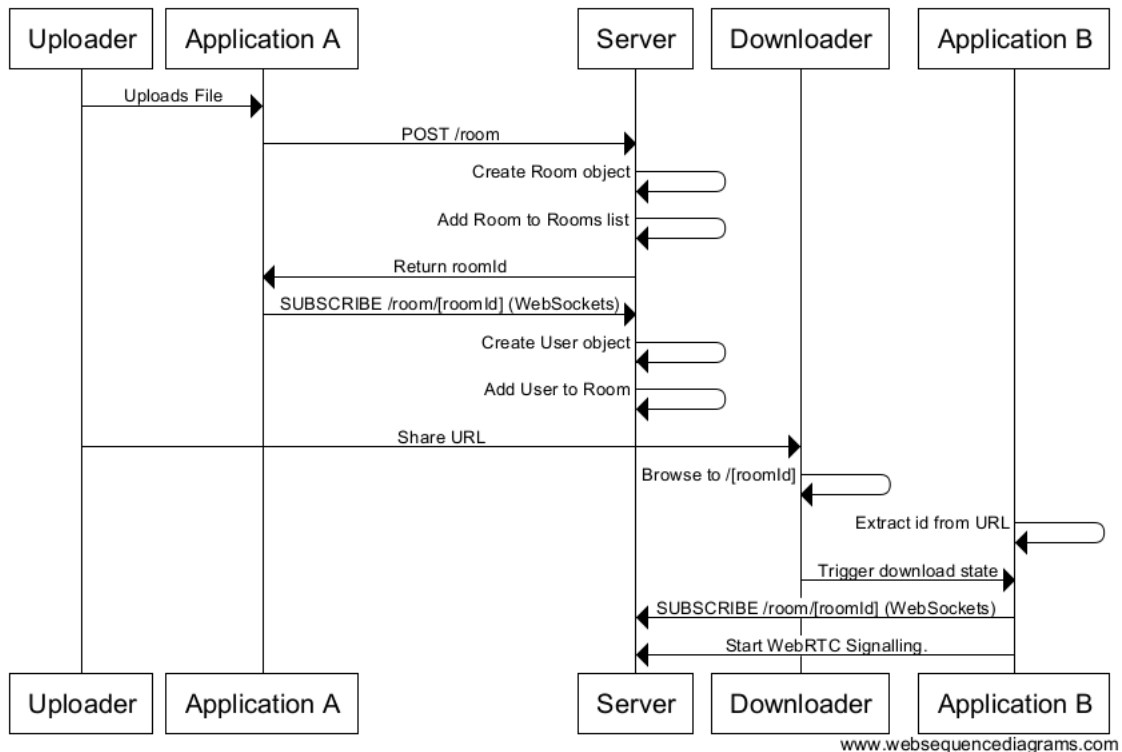 Uploader
Application A
Server
Downloader
Application B
Uploads File
POST /room
Create Room object
Add Room to Rooms list
Return roomId
SUBSCRIBE /room/[roomId] (WebSockets)
Create User object
Add User to Room
Share URL
Browse to /[roomId]
Extract id from URL
Trigger download state
SUBSCRIBE /room/[roomId] (WebSockets)
Start WebRTC Signalling.
Uploader
Application A
Server
Downloader
Application B
www.websequencediagrams.com